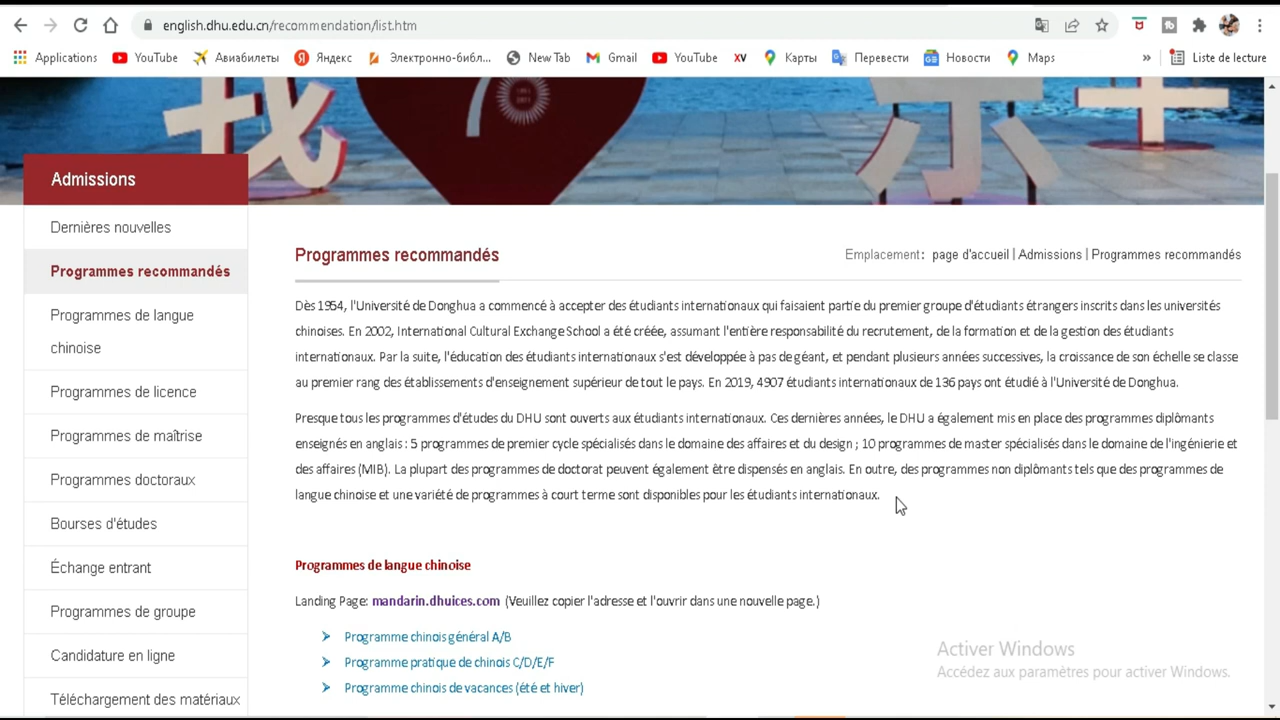 english.dhu.edu.cn/recommendation/list.htm
Applications YouTube Авиабилеты Яндекс Электронно-библ... New Tab Gmail YouTube XV Карты Перевести Новости Maps » Liste de lecture
Admissions
Dernières nouvelles
Programmes recommandés
Programmes de langue
chinoise
Programmes de licence
Programmes de maîtrise
Programmes doctoraux
Bourses d'études
Échange entrant
Programmes de groupe
Candidature en ligne
Téléchargement des matériaux
Programmes recommandés
Emplacement: page d'accueil | Admissions | Programmes recommandés
Dès 1954, l'Université de Donghua a commencé à accepter des étudiants internationaux qui faisaient partie du premier groupe d'étudiants étrangers inscrits dans les universités
chinoises. En 2002, International Cultural Exchange School a été créée, assumant l'entière responsabilité du recrutement, de la formation et de la gestion des étudiants
internationaux. Par la suite, l'éducation des étudiants internationaux s'est développée à pas de géant, et pendant plusieurs années successives, la croissance de son échelle se classe
au premier rang des établissements d'enseignement supérieur de tout le pays. En 2019, 4907 étudiants internationaux de 136 pays ont étudié à l'Université de Donghua.
Presque tous les programmes d'études du DHU sont ouverts aux étudiants internationaux. Ces dernières années, le DHU a également mis en place des programmes diplômants
enseignés en anglais : 5 programmes de premier cycle spécialisés dans le domaine des affaires et du design ; 10 programmes de master spécialisés dans le domaine de l'ingénierie et
des affaires (MIB). La plupart des programmes de doctorat peuvent également être dispensés en anglais. En outre, des programmes non diplômants tels que des programmes de
langue chinoise et une variété de programmes à court terme sont disponibles pour les étudiants internationaux.
Programmes de langue chinoise
Landing Page: mandarin.dhuices.com (Veuillez copier l'adresse et l'ouvrir dans une nouvelle page.)
Programme chinois général A/B
Programme pratique de chinois C/D/E/F
Programme chinois de vacances (été et hiver)
Activer Windows
Accédez aux paramètres pour activer Windows.